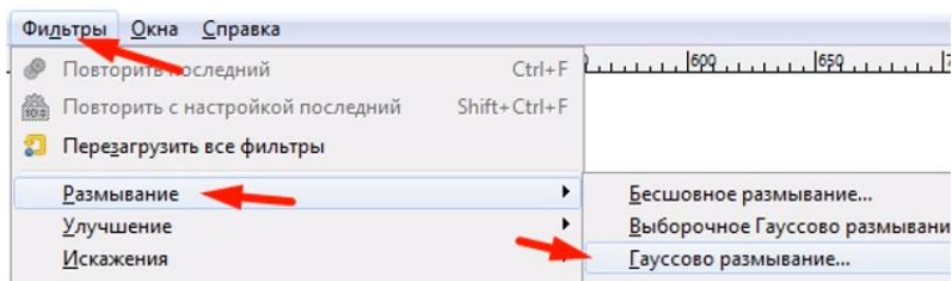 Фильтры Окна Справка
Повторить последний Ctrl+F
600 650
Повторить с настройкой последний Shift+Ctrl+F
Перезагрузить все фильтры
Размывание
Бесшовное размывание...
Улучшение
Выборочное Гауссово
Искажения
Гауссово размывание...